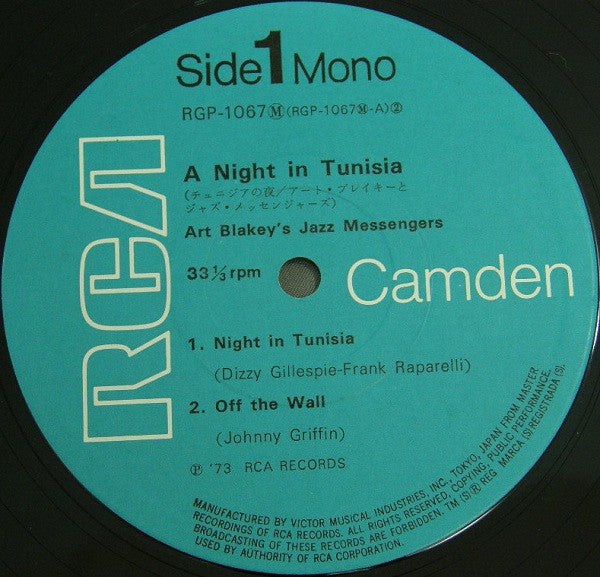 Side 1 Mono
RGP-1067Ⓜ(RGP-1067Ⓜ-A)②
RCA
A Night in Tunisia
(チュニジアの夜／アート・ブレイキーと
ジャズ・メッセンジャーズ)
Art Blakey's Jazz Messengers
33⅓ rpm
Camden
1. Night in Tunisia
(Dizzy Gillespie-Frank Raparelli)
2. Off the Wall
(Johnny Griffin)
Ⓟ '73 RCA RECORDS
MANUFACTURED BY VICTOR MUSICAL INDUSTRIES, INC. TOKYO, JAPAN FROM MASTER
RECORDINGS OF RCA RECORDS. ALL RIGHTS RESERVED, COPYING, PUBLIC PERFORMANCE,
BROADCASTING OF THESE RECORDS ARE FORBIDDEN. TM (S) Ⓡ REG MARCA (S) REGISTRADA (S).
USED BY AUTHORITY OF RCA CORPORATION.